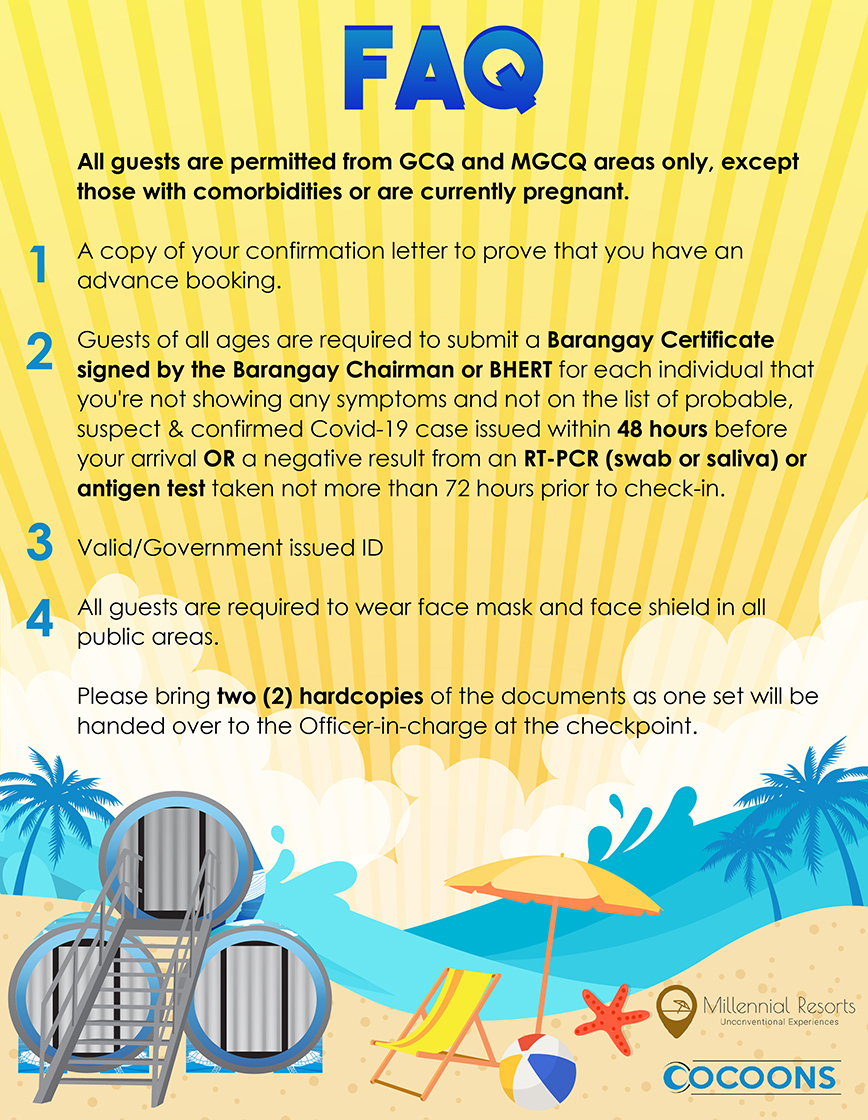 FAQ
All guests are permitted from GCQ and MGCQ areas only, except
those with comorbidities or are currently pregnant.
1 A copy of your confirmation letter to prove that you have an
advance booking.
2 Guests of all ages are required to submit a Barangay Certificate
signed by the Barangay Chairman or BHERT for each individual that
you're not showing any symptoms and not on the list of probable,
suspect & confirmed Covid-19 case issued within 48 hours before
your arrival OR a negative result from an RT-PCR (swab or saliva) or
antigen test taken not more than 72 hours prior to check-in.
3 Valid/Government issued ID
4 All guests are required to wear face mask and face shield in all
public areas.
Please bring two (2) hardcopies of the documents as one set will be
handed over to the Officer-in-charge at the checkpoint.
Millennial Resorts
Unconventional Experiences
COCOONS